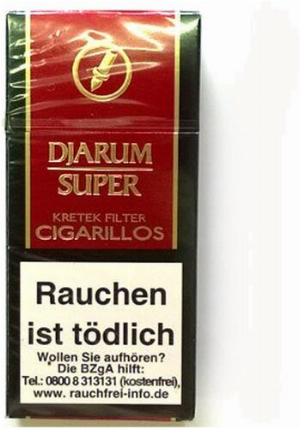 DJARUM
SUPER
KRETEK FILTER
CIGARILLOS
Rauchen
ist tödlich
Wollen Sie aufhören?
Die BZgA hilft:
Tel.: 0800 8 313131 (kostenfrei),
www. rauchfrei-info.de